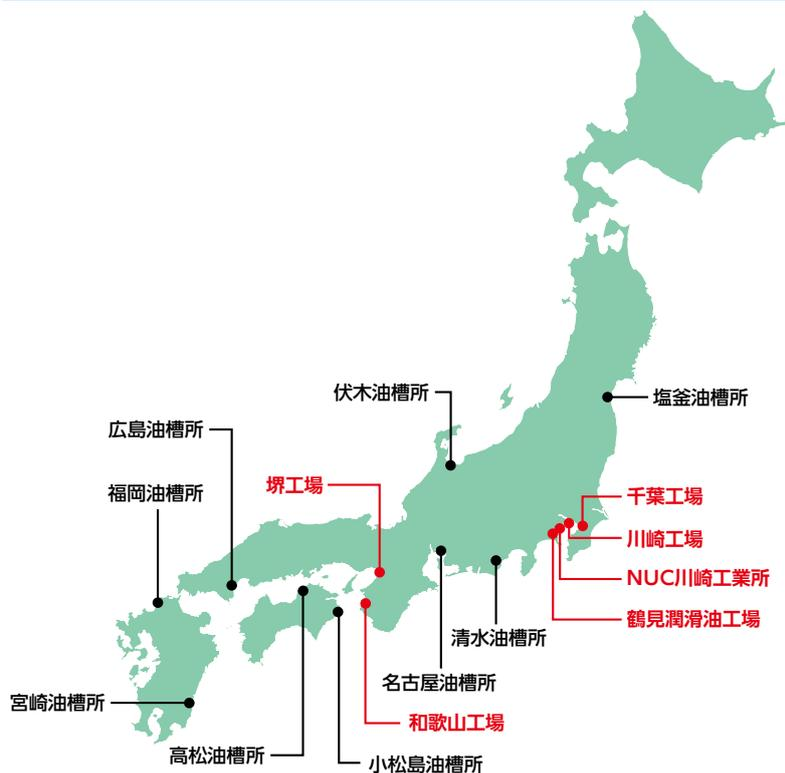 伏木油槽所
塩釜油槽所
広島油槽所
堺工場
福岡油槽所
千葉工場
川崎工場
NUC川崎工業所
鶴見潤滑油工場
清水油槽所
名古屋油槽所
宮崎油槽所
和歌山工場
高松油槽所
小松島油槽所